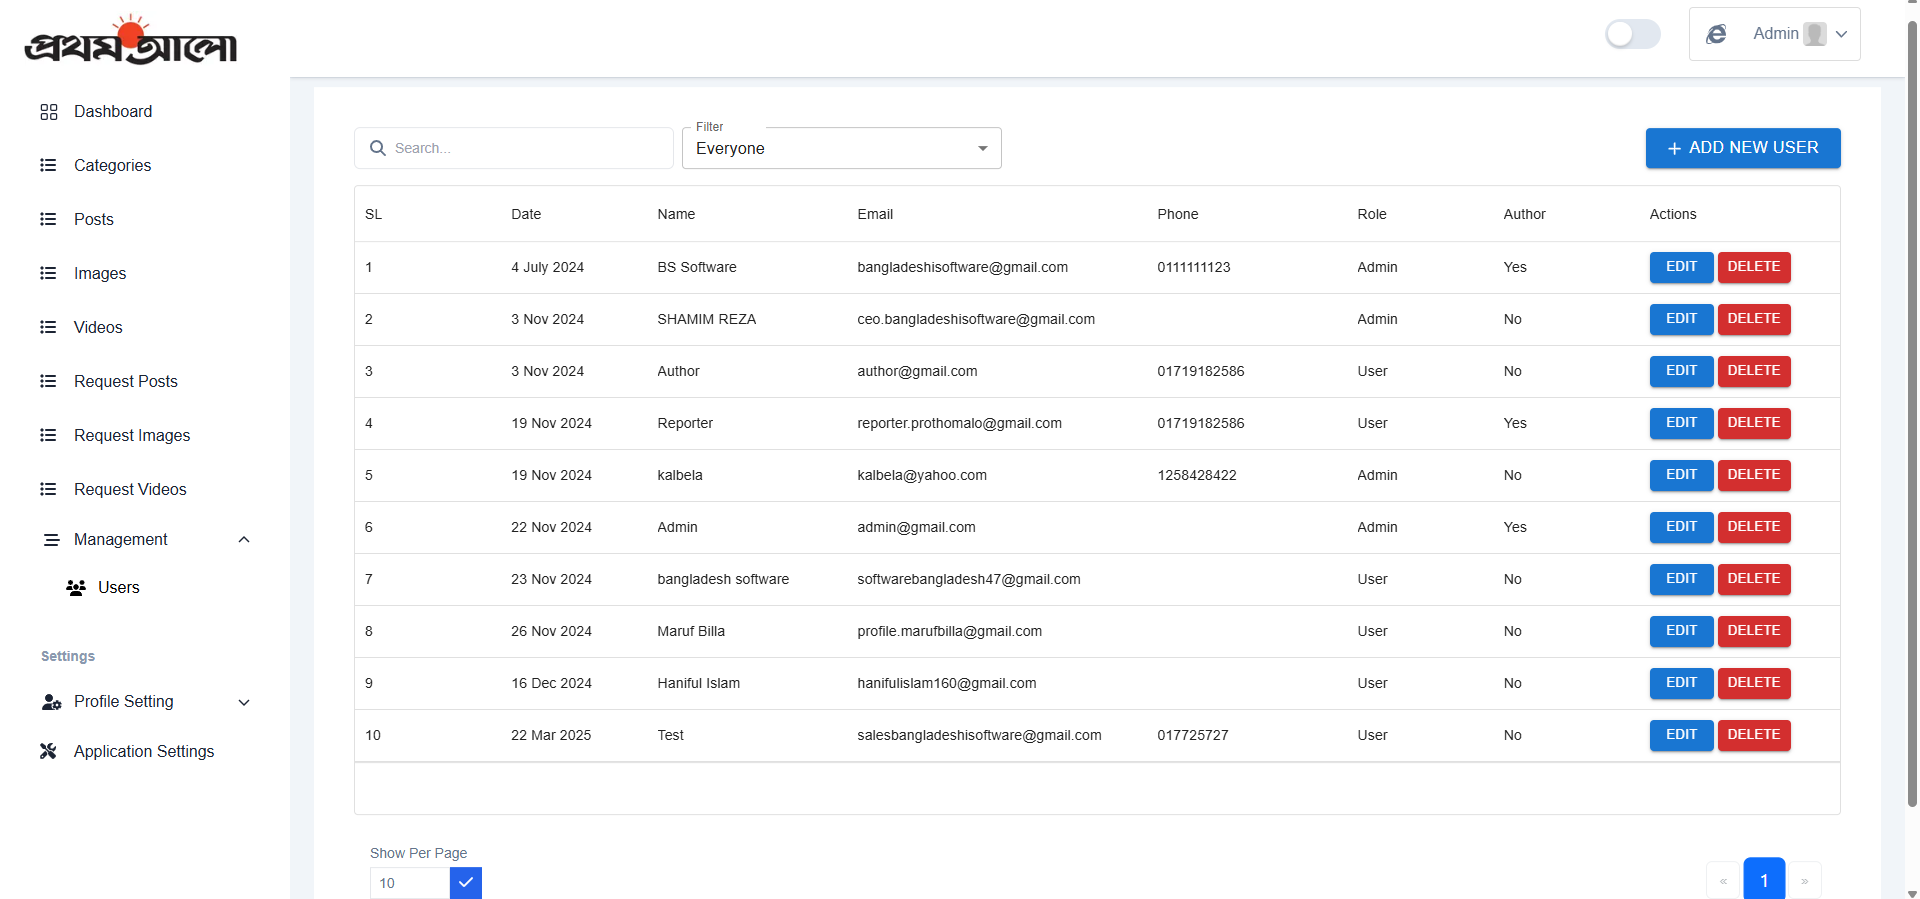 প্রথম আলো
Admin
Dashboard
Categories
Posts
Images
Videos
Request Posts
Request Images
Request Videos
Management
Users
Settings
Profile Setting
Application Settings
Search...
Filter
Everyone
+ ADD NEW USER
SL Date Name Email Phone Role Author Actions
1 4 July 2024 BS Software bangladeshisoftware@gmail.com 0111111123 Admin Yes EDIT DELETE
2 3 Nov 2024 SHAMIM REZA ceo.bangladeshisoftware@gmail.com Admin No EDIT DELETE
3 3 Nov 2024 Author author@gmail.com 01719182586 User No EDIT DELETE
4 19 Nov 2024 Reporter reporter.prothomalo@gmail.com 01719182586 User Yes EDIT DELETE
5 19 Nov 2024 kalbela kalbela@yahoo.com 1258428422 Admin No EDIT DELETE
6 22 Nov 2024 Admin admin@gmail.com Admin Yes EDIT DELETE
7 23 Nov 2024 bangladesh software softwarebangladesh47@gmail.com User No EDIT DELETE
8 26 Nov 2024 Maruf Billa profile.marufbilla@gmail.com User No EDIT DELETE
9 16 Dec 2024 Haniful Islam hanifulislam160@gmail.com User No EDIT DELETE
10 22 Mar 2025 Test salesbangladeshisoftware@gmail.com 017725727 User No EDIT DELETE
Show Per Page
10
« 1 »